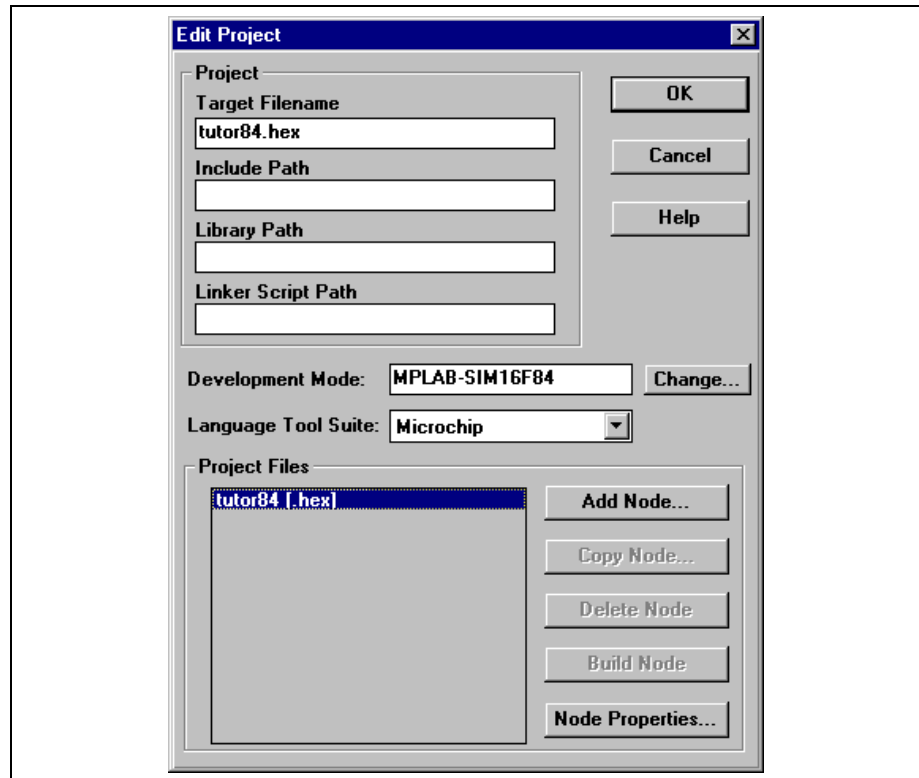 Edit Project
Project
Target Filename
tutor84.hex
Include Path
Library Path
Linker Script Path
OK
Cancel
Help
Development Mode: MPLAB-SIM16F84 Change...
Language Tool Suite: Microchip
Project Files
tutor84 [.hex]
Add Node...
Copy Node...
Delete Node
Build Node
Node Properties...